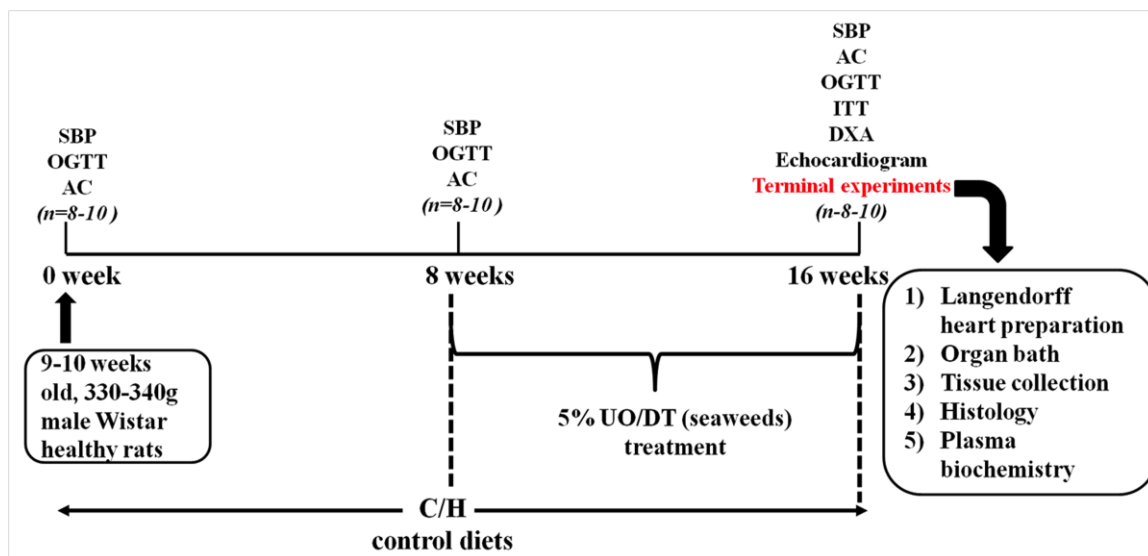 SBP
OGTT
AC
(n=8-10 )
SBP
OGTT
AC
(n=8-10 )
SBP
AC
OGTT
ITT
DXA
Echocardiogram
Terminal experiments
(n-8-10)
0 week
8 weeks
16 weeks
9-10 weeks
old, 330-340g
male Wistar
healthy rats
5% UO/DT (seaweeds)
treatment
1) Langendorff
heart preparation
2) Organ bath
3) Tissue collection
4) Histology
5) Plasma
biochemistry
C/H
control diets